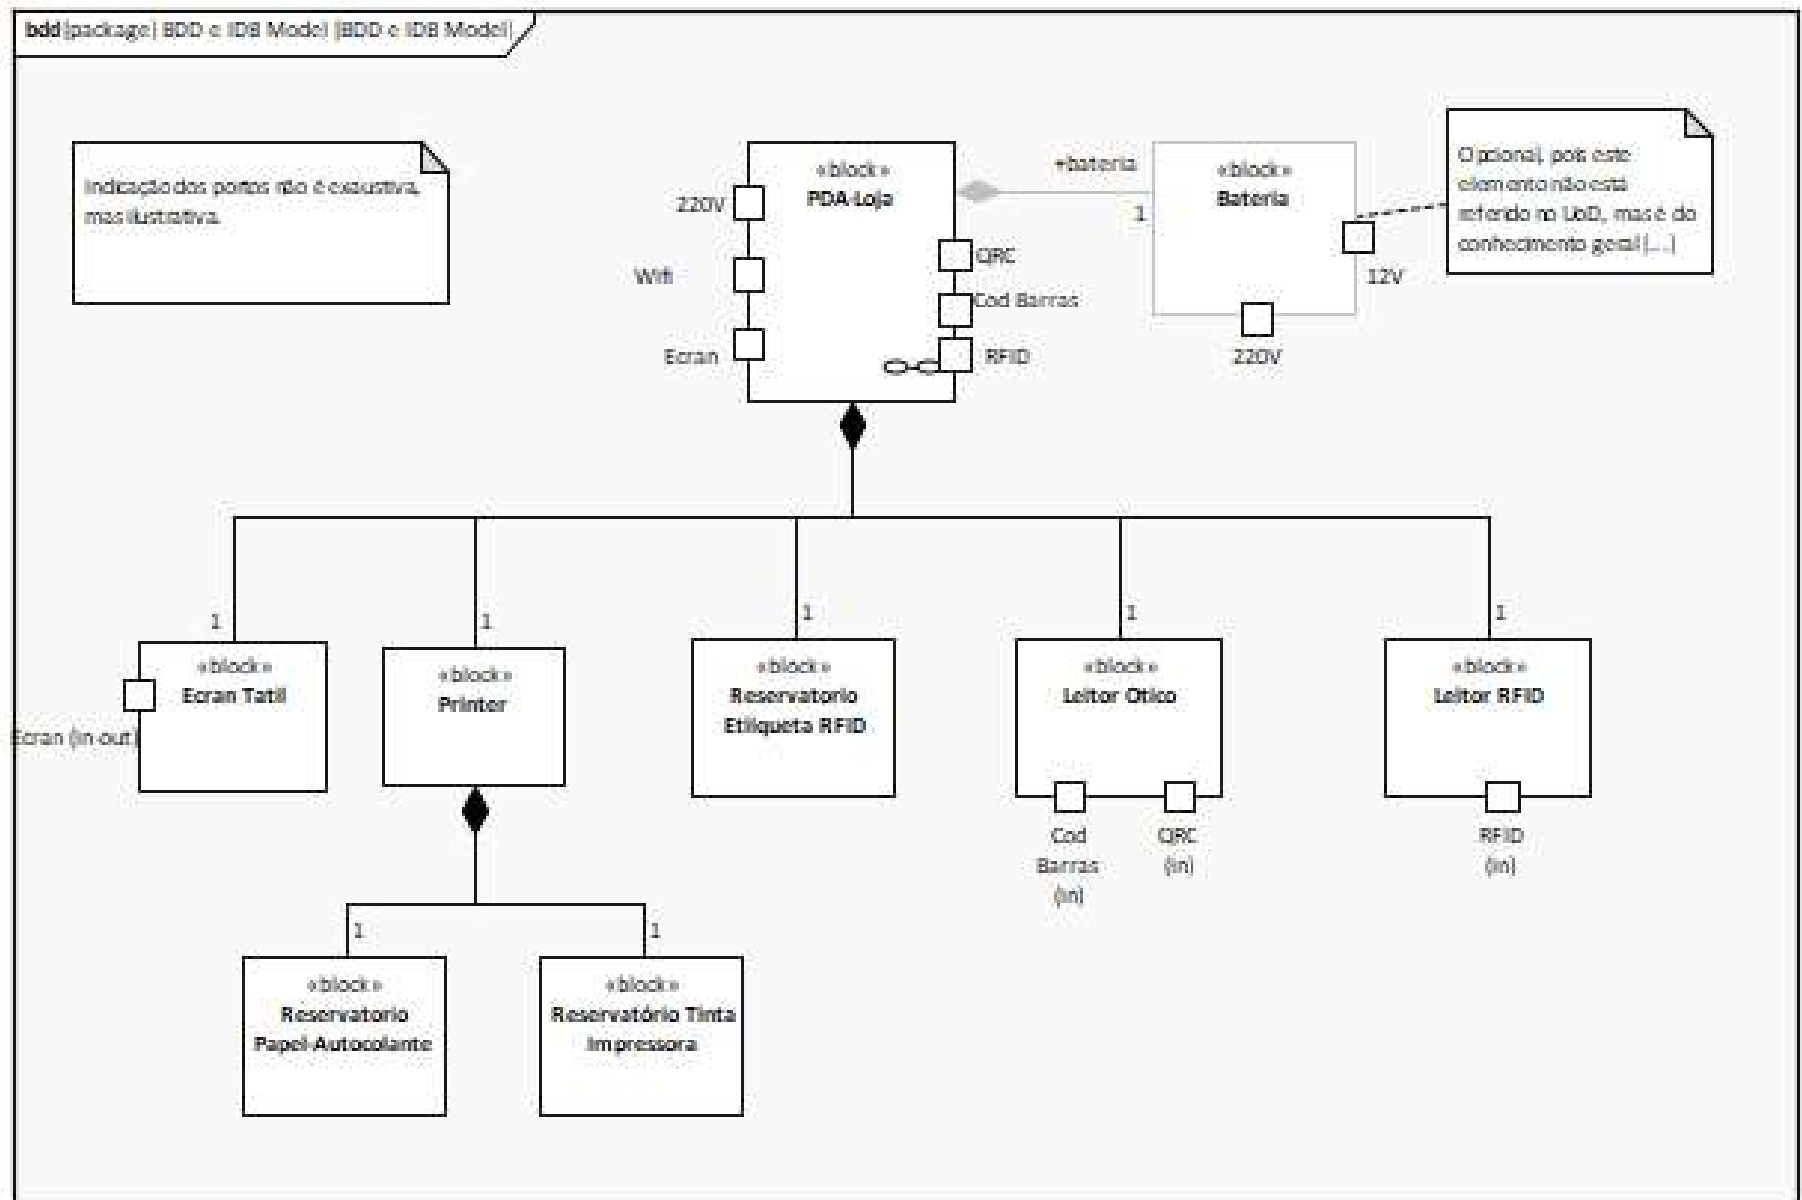 bdd [package] BDD e IDB Model [BDD e IDB Model]
Indicação dos portos não é exaustiva,
mas ilustrativa.
«block»
PDA-Loja
220V
Wifi
Ecran
QRC
Cod Barras
RFID
+bateria
1
«block»
Bateria
12V
220V
Opcional, pois este
elemento não está
referido no UoD, mas é do
conhecimento geral [...]
1
«block»
Ecran Tatil
Ecran (in out)
1
«block»
Printer
1
«block»
Reservatorio
Etiiqueta RFID
1
«block»
Leitor Otico
Cod
Barras
(in)
QRC
(in)
1
«block»
Leitor RFID
RFID
(in)
1
«block»
Reservatorio
Papel-Autocolante
1
«block»
Reservatório Tinta
Impressora